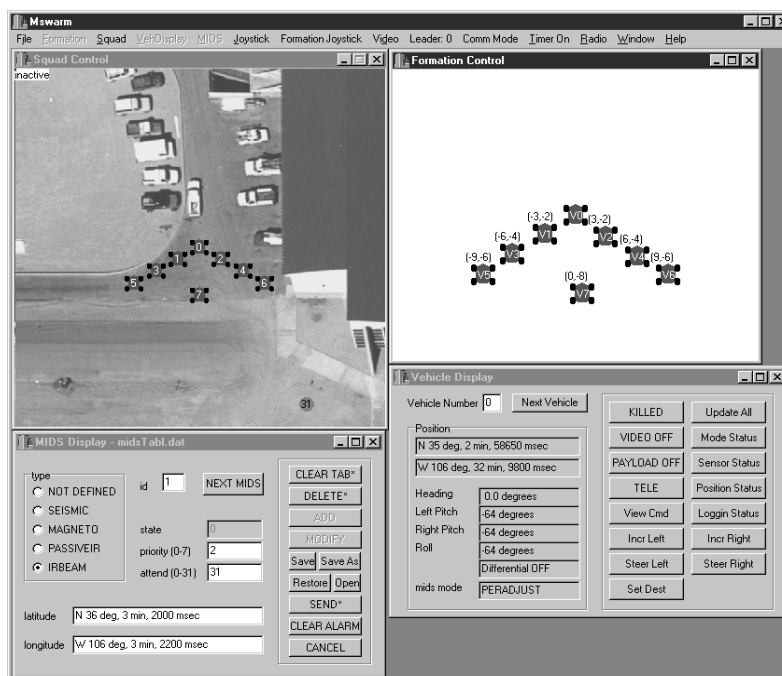 Mswarm
File Formation Squad VehDisplay MIDS Joystick Formation Joystick Video Leader: 0 Comm Mode Timer On Radio Window Help
Squad Control
inactive
0
1 2
3 4
5 6
7
31
Formation Control
V0
(-3,-2) V1 (3,-2) V2
(-6,-4) V3 (6,-4) V4
(-9,-6) V5 (9,-6) V6
(0,-8)
V7
MIDS Display - midsTabl.dat
type
NOT DEFINED
SEISMIC
MAGNETO
PASSIVEIR
IRBEAM
id 1 NEXT MIDS
state 0
priority (0-7) 2
attend (0-31) 31
latitude N 36 deg, 3 min, 2000 msec
longitude W 106 deg, 3 min, 2200 msec
CLEAR TAB*
DELETE*
ADD
MODIFY
Save Save As
Restore Open
SEND*
CLEAR ALARM
CANCEL
Vehicle Display
Vehicle Number 0 Next Vehicle
Position
N 35 deg, 2 min, 58650 msec
W 106 deg, 32 min, 9800 msec
Heading 0.0 degrees
Left Pitch -64 degrees
Right Pitch -64 degrees
Roll -64 degrees
Differential OFF
mids mode PERADJUST
KILLED Update All
VIDEO OFF Mode Status
PAYLOAD OFF Sensor Status
TELE Position Status
View Cmd Loggin Status
Incr Left Incr Right
Steer Left Steer Right
Set Dest